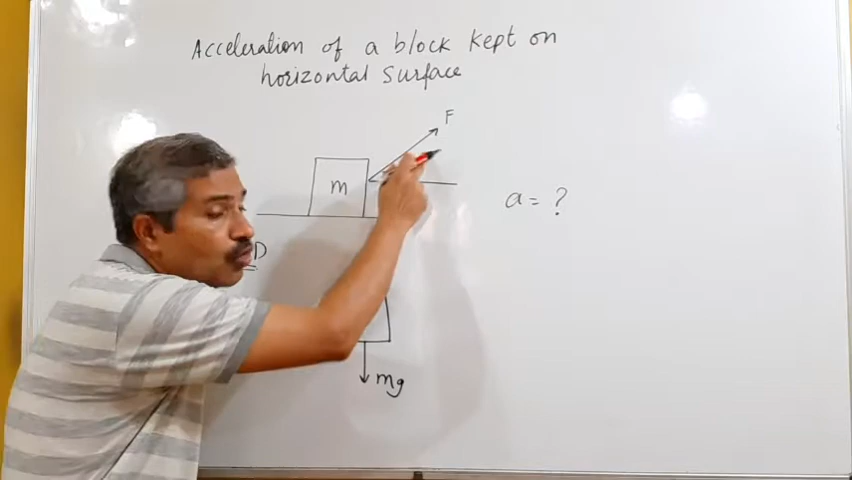 Acceleration of a block kept on
horizontal surface
F
m
a = ?
D
mg